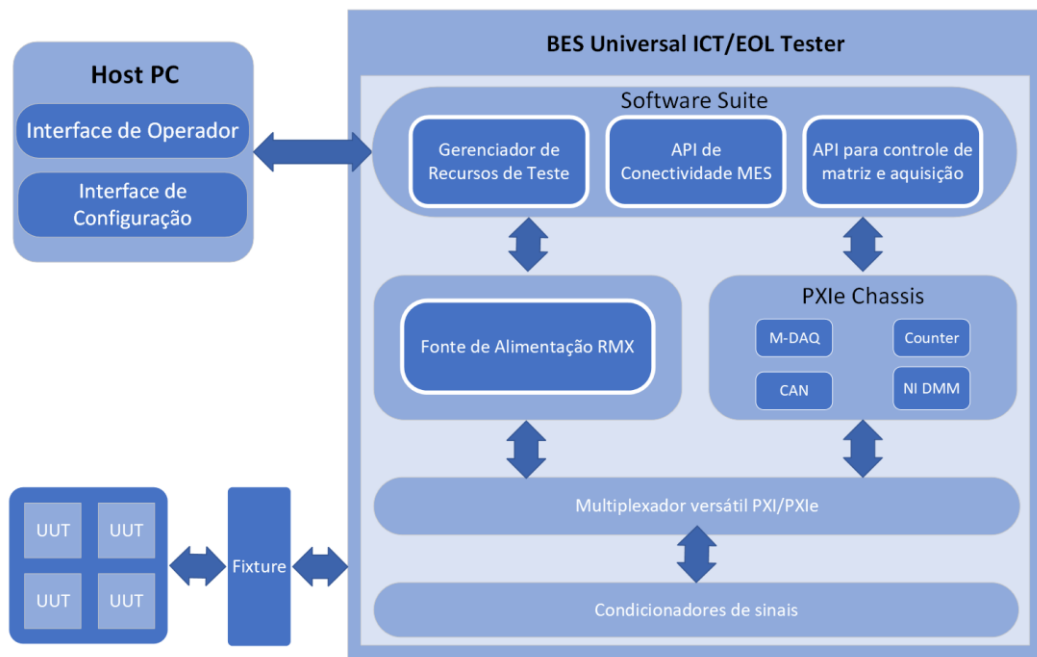 BES Universal ICT/EOL Tester
Host PC
Interface de Operador
Interface de
Configuração
Software Suite
Gerenciador de
Recursos de Teste
API de
Conectividade MES
API para controle de
matriz e aquisição
Fonte de Alimentação RMX
PXIe Chassis
M-DAQ
Counter
CAN
NI DMM
Multiplexador versátil PXI/PXIe
Condicionadores de sinais
UUT
UUT
UUT
UUT
Fixture